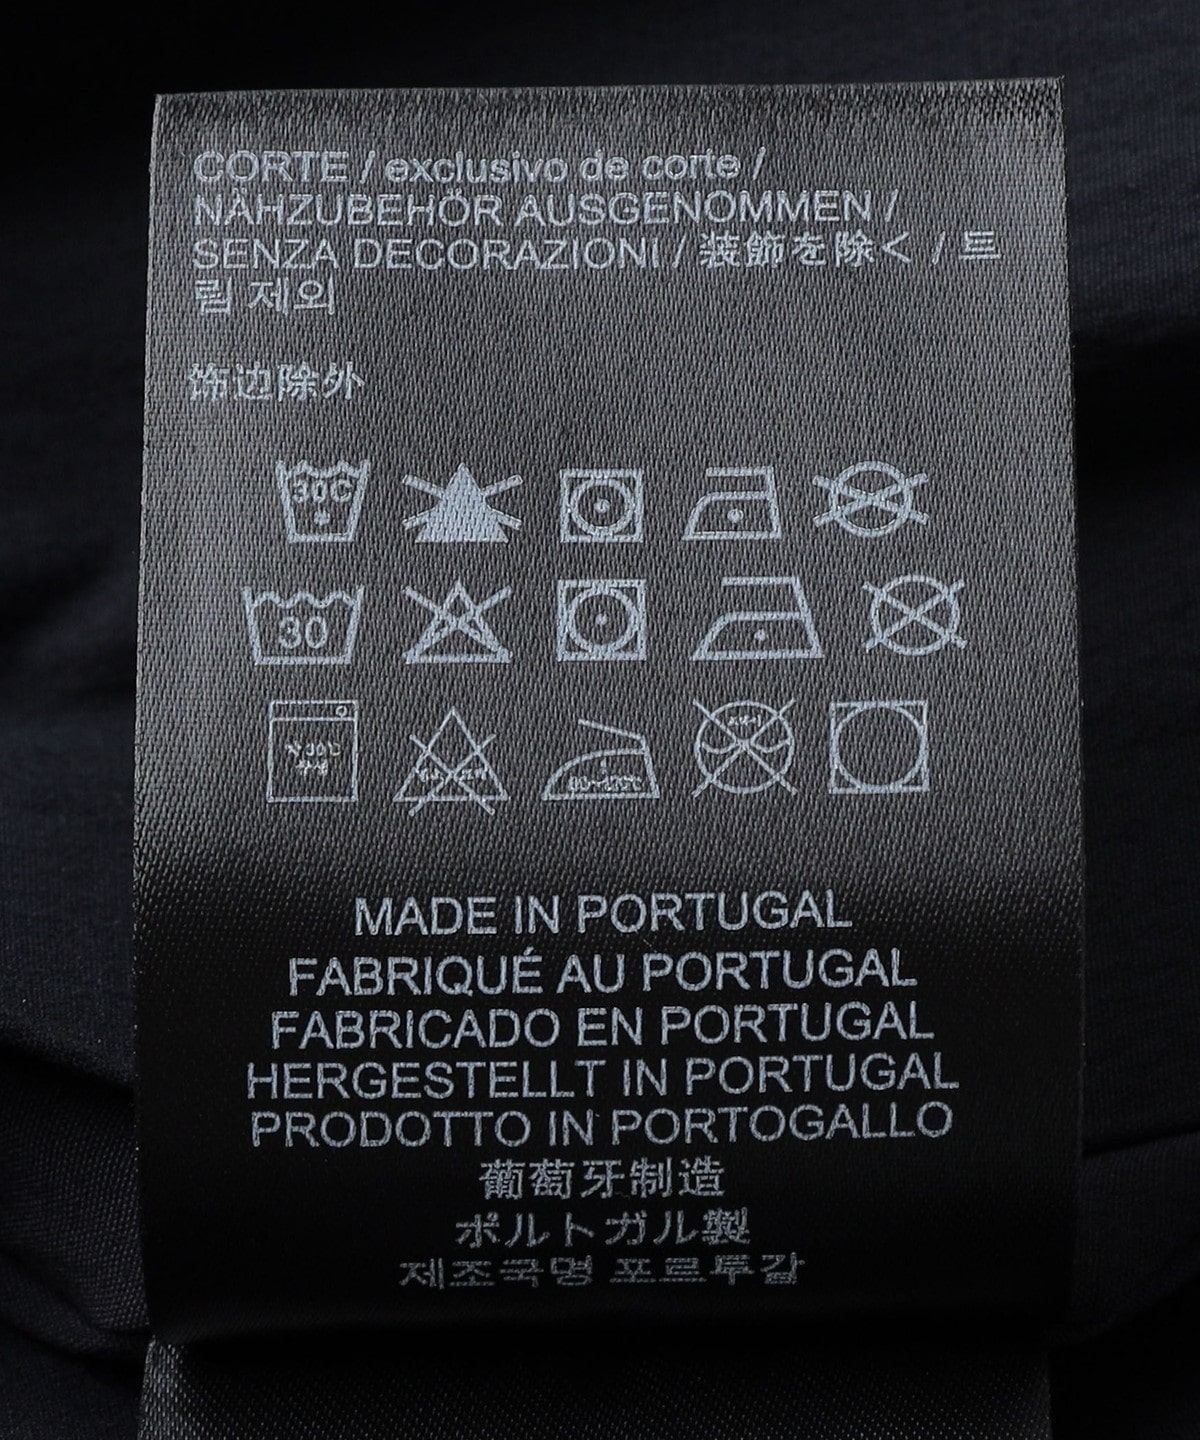 CORTE / exclusivo de corte /
NÄHZUBEHÖR AUSGENOMMEN /
SENZA DECORAZIONI / 装飾を除く / 트
림 제외
饰边除外
30C
30
MADE IN PORTUGAL
FABRIQUÉ AU PORTUGAL
FABRICADO EN PORTUGAL
HERGESTELLT IN PORTUGAL
PRODOTTO IN PORTOGALLO
葡萄牙制造
ポルトガル製
제조국명 포르투갈